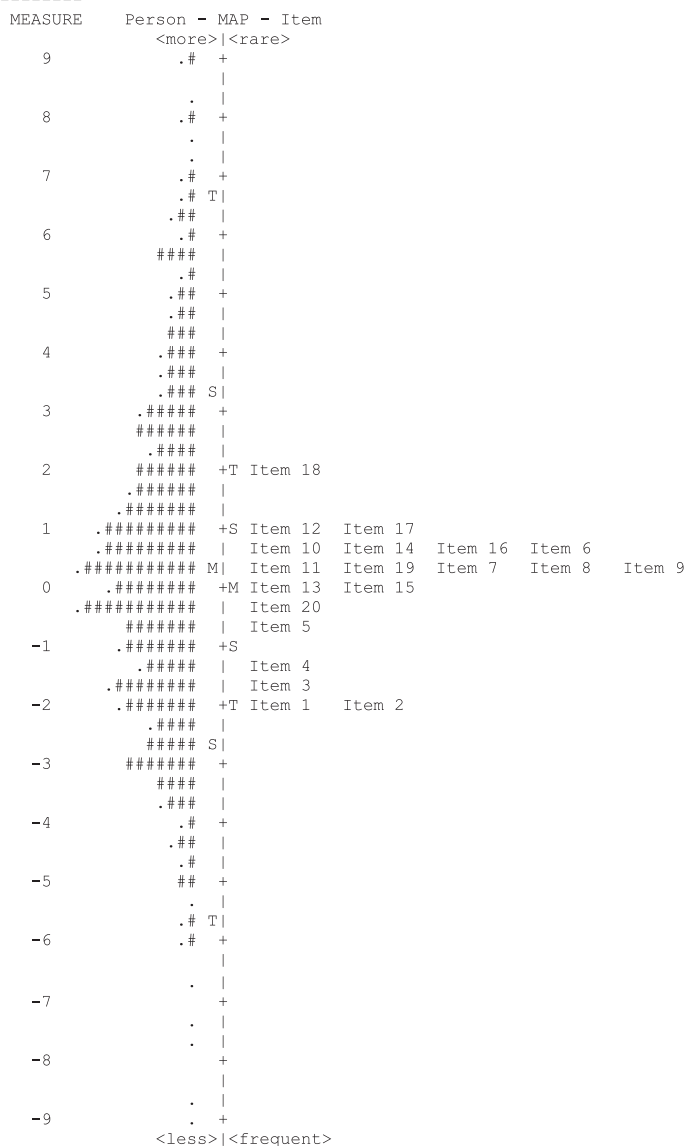 MEASURE Person - MAP - Item
<more>|<rare>
9 .# +
|
. |
8 .# +
. |
. |
7 .# +
.# T|
.## |
6 .# +
#### |
.# |
5 .## +
.## |
### |
4 .### +
.### |
.### S|
3 .##### +
###### |
.#### |
2 ###### +T Item 18
.###### |
.####### |
1 .######### +S Item 12 Item 17
.######### | Item 10 Item 14 Item 16 Item 6
.########### M| Item 11 Item 19 Item 7 Item 8 Item 9
0 .######## +M Item 13 Item 15
.########### | Item 20
####### | Item 5
-1 .####### +S
.##### | Item 4
.######## | Item 3
-2 .####### +T Item 1 Item 2
.#### |
##### S|
-3 ####### +
#### |
.### |
-4 .# +
.## |
.# |
-5 ## +
. |
.# T|
-6 .# +
|
. |
-7 +
. |
. |
-8 +
|
. |
-9 . +
<less>|<frequent>